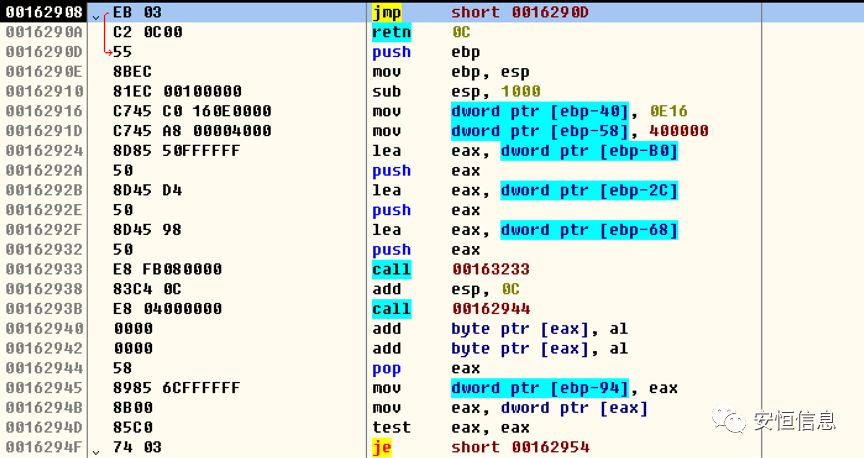 00162908 EB 03 jmp short 0016290D
0016290A C2 0C00 retn 0C
0016290D 55 push ebp
0016290E 8BEC mov ebp, esp
00162910 81EC 00100000 sub esp, 1000
00162916 C745 C0 160E0000 mov dword ptr [ebp-40], 0E16
0016291D C745 A8 00004000 mov dword ptr [ebp-58], 400000
00162924 8D85 50FFFFFF lea eax, dword ptr [ebp-B0]
0016292A 50 push eax
0016292B 8D45 D4 lea eax, dword ptr [ebp-2C]
0016292E 50 push eax
0016292F 8D45 98 lea eax, dword ptr [ebp-68]
00162932 50 push eax
00162933 E8 FB080000 call 00163233
00162938 83C4 0C add esp, 0C
0016293B E8 04000000 call 00162944
00162940 0000 add byte ptr [eax], al
00162942 0000 add byte ptr [eax], al
00162944 58 pop eax
00162945 8985 6CFFFFFF mov dword ptr [ebp-94], eax
0016294B 8B00 mov eax, dword ptr [eax]
0016294D 85C0 test eax, eax
0016294F 74 03 je short 00162954
安恒信息